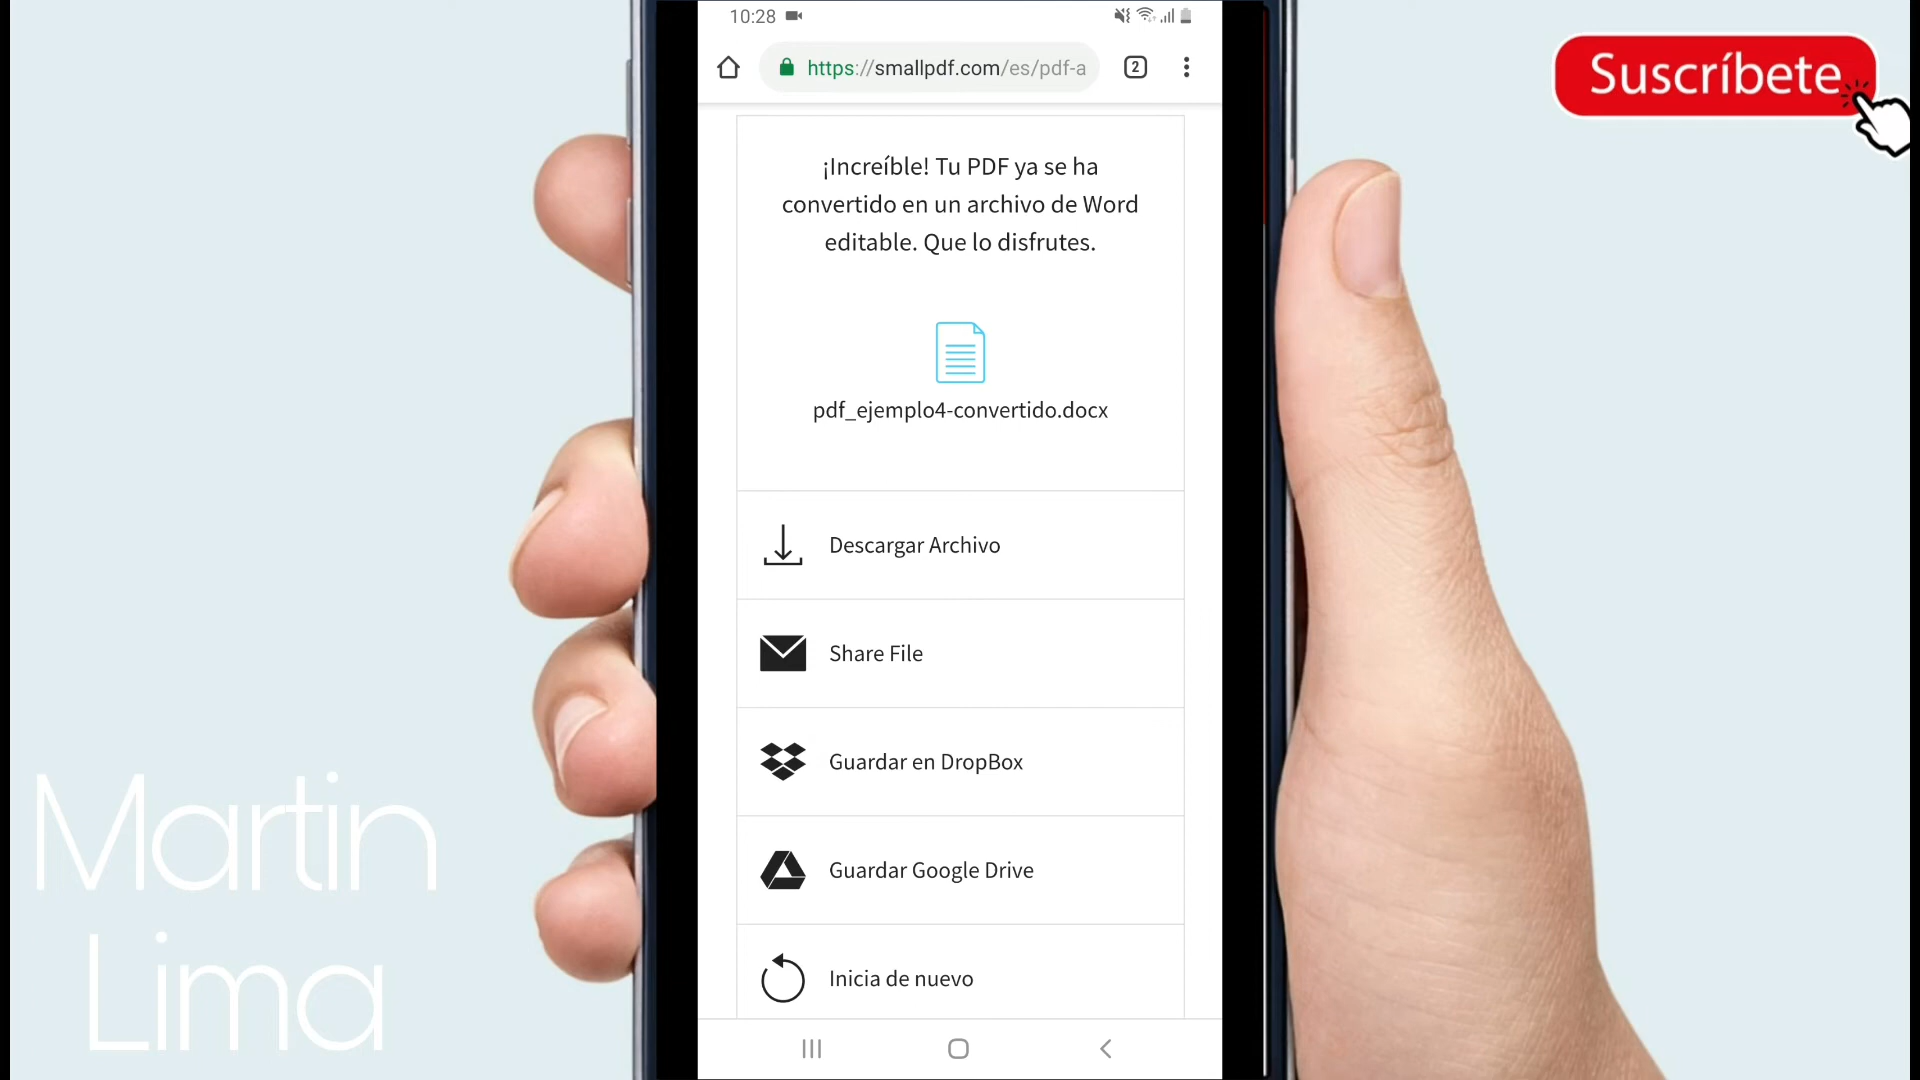 10:28
https://smallpdf.com/es/pdf-a
2
Suscríbete
¡Increíble! Tu PDF ya se ha
convertido en un archivo de Word
editable. Que lo disfrutes.
pdf_ejemplo4-convertido.docx
Descargar Archivo
Share File
Guardar en DropBox
Guardar Google Drive
Inicia de nuevo
Martin
Lima